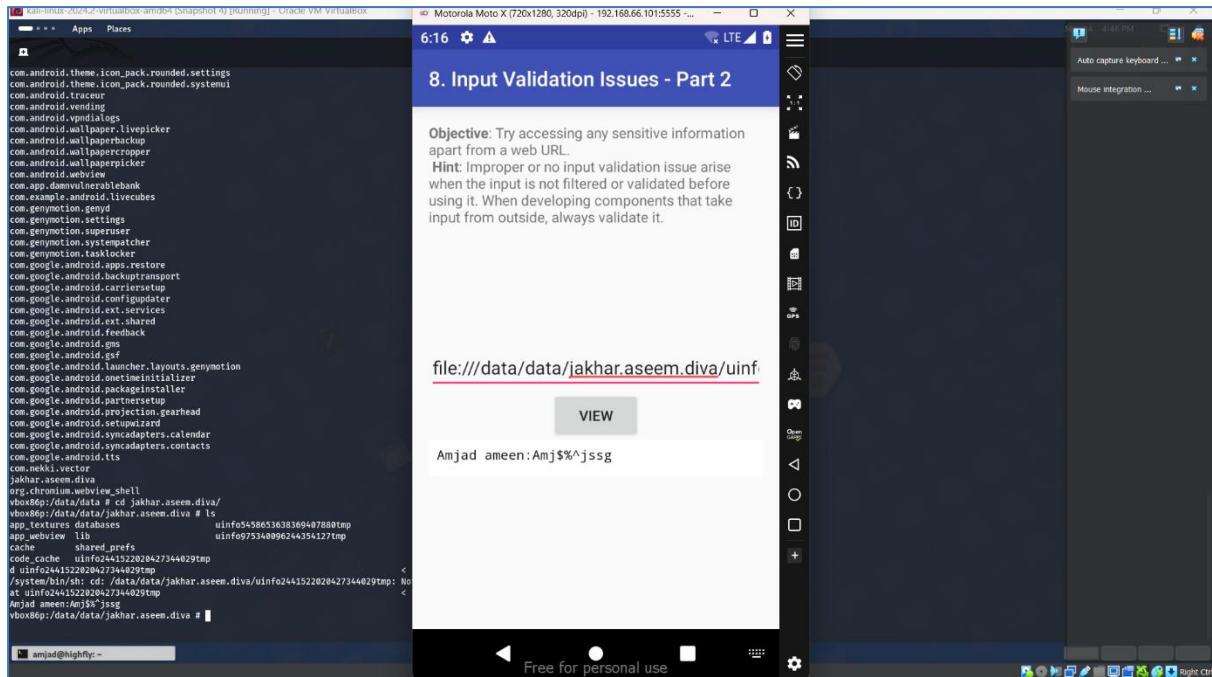 kali-linux-2024.2-virtualbox-amd64 (Snapshot 4) [Running] - Oracle VM VirtualBox
Apps Places
com.android.theme.icon_pack.rounded.settings
com.android.theme.icon_pack.rounded.systemui
com.android.traceur
com.android.vending
com.android.vpndialogs
com.android.wallpaper.livepicker
com.android.wallpaperbackup
com.android.wallpapercropper
com.android.wallpaperpicker
com.android.webview
com.app.damnvulnerablebank
com.example.android.livecubes
com.genymotion.genyd
com.genymotion.settings
com.genymotion.superuser
com.genymotion.systempatcher
com.genymotion.tasklocker
com.google.android.apps.restore
com.google.android.backuptransport
com.google.android.carriersetup
com.google.android.configupdater
com.google.android.ext.services
com.google.android.ext.shared
com.google.android.feedback
com.google.android.gms
com.google.android.gsf
com.google.android.launcher.layouts.genymotion
com.google.android.onetimeinitializer
com.google.android.packageinstaller
com.google.android.partnersetup
com.google.android.projection.gearhead
com.google.android.setupwizard
com.google.android.syncadapters.calendar
com.google.android.syncadapters.contacts
com.google.android.tts
com.nekki.vector
jakhar.aseem.diva
org.chromium.webview_shell
vbox86p:/data/data # cd jakhar.aseem.diva/
vbox86p:/data/data/jakhar.aseem.diva # ls
app_textures databases uinfo5458653638369407880tmp
app_webview lib uinfo975340096244354127tmp
cache shared_prefs
code_cache uinfo2441522020427344029tmp
d uinfo2441522020427344029tmp <
/system/bin/sh: cd: /data/data/jakhar.aseem.diva/uinfo2441522020427344029tmp: No
at uinfo2441522020427344029tmp <
Amjad ameen:Amj$%^jssg
vbox86p:/data/data/jakhar.aseem.diva #
amjad@highfly: ~
Motorola Moto X (720x1280, 320dpi) - 192.168.66.101:5555 -...
6:16 LTE
8. Input Validation Issues - Part 2
Objective: Try accessing any sensitive information
apart from a web URL.
Hint: Improper or no input validation issue arise
when the input is not filtered or validated before
using it. When developing components that take
input from outside, always validate it.
file:///data/data/jakhar.aseem.diva/uinf
VIEW
Amjad ameen:Amj$%^jssg
Free for personal use
1:1
{}
ID
GPS
Open
GAPPS
4:46 PM
Auto capture keyboard ...
Mouse integration ...
Right Ctrl